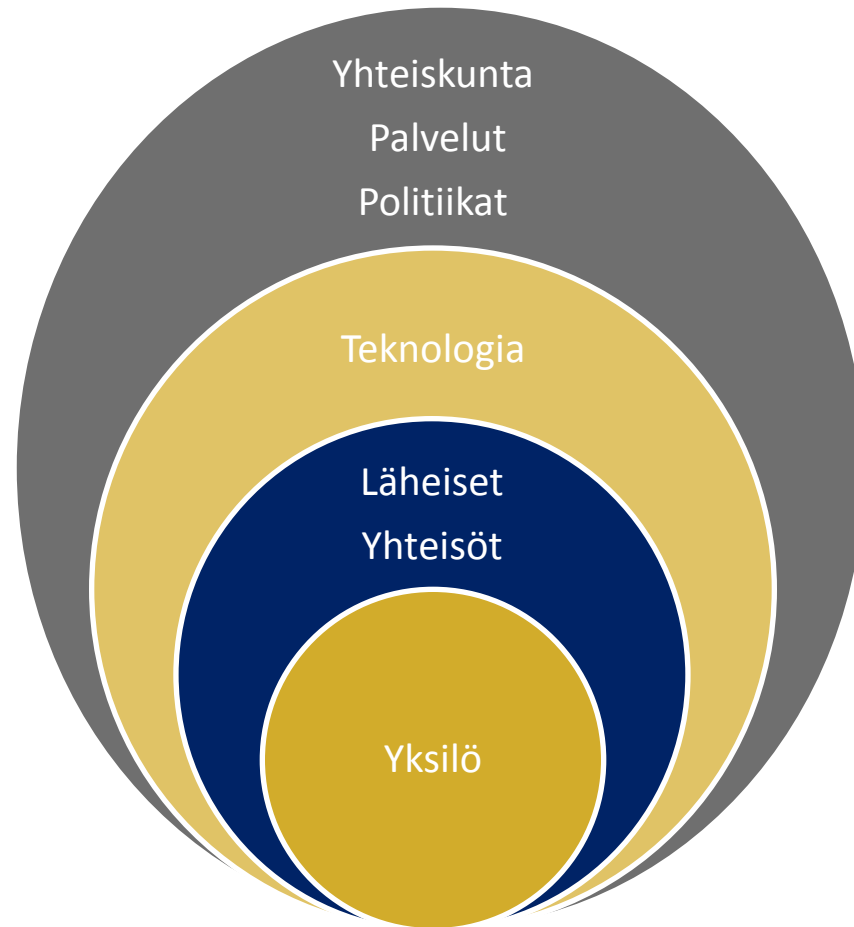 Yhteiskunta
Palvelut
Politiikat
Teknologia
Läheiset
Yhteisöt
Yksilö